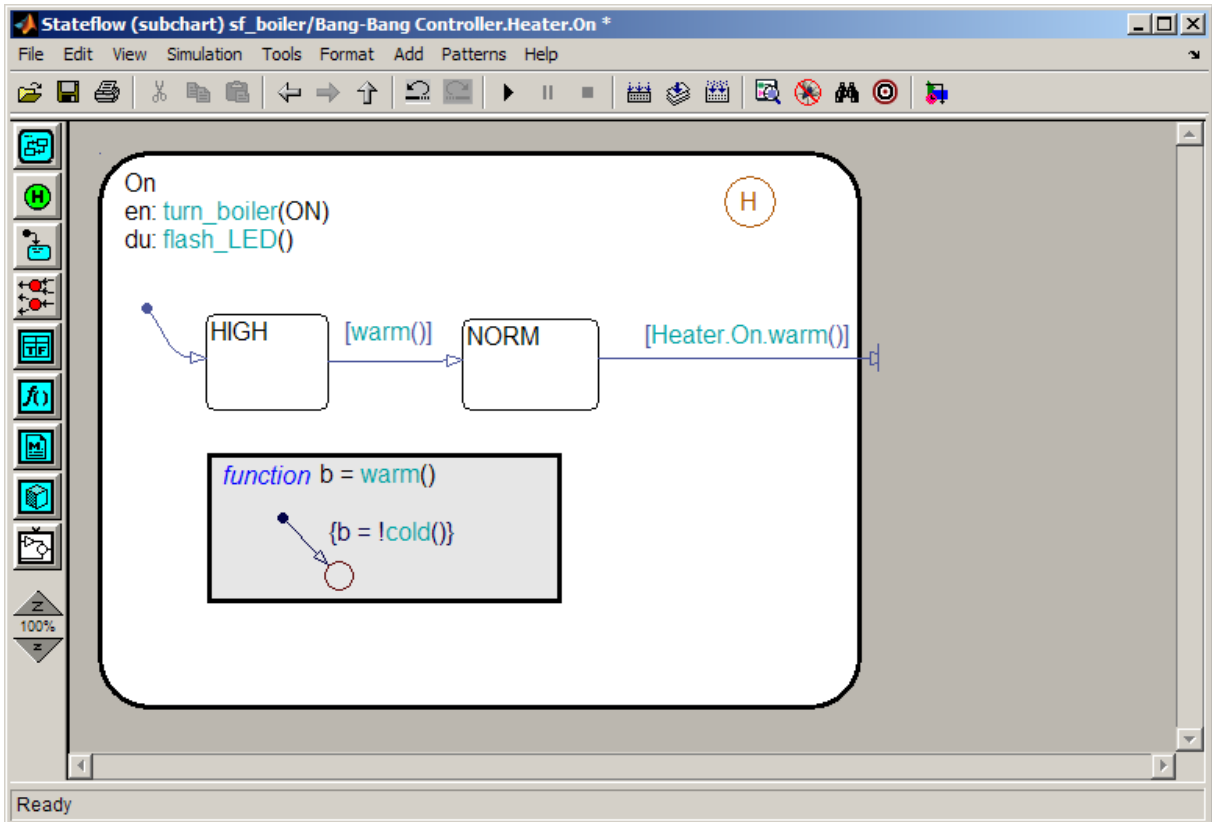 Stateflow (subchart) sf_boiler/Bang-Bang Controller.Heater.On *
File Edit View Simulation Tools Format Add Patterns Help
On
en: turn_boiler(ON)
du: flash_LED()
H
H
HIGH
[warm()]
NORM
[Heater.On.warm()]
TF
f()
M
function b = warm()
{b = !cold()}
Z
100%
z
Ready